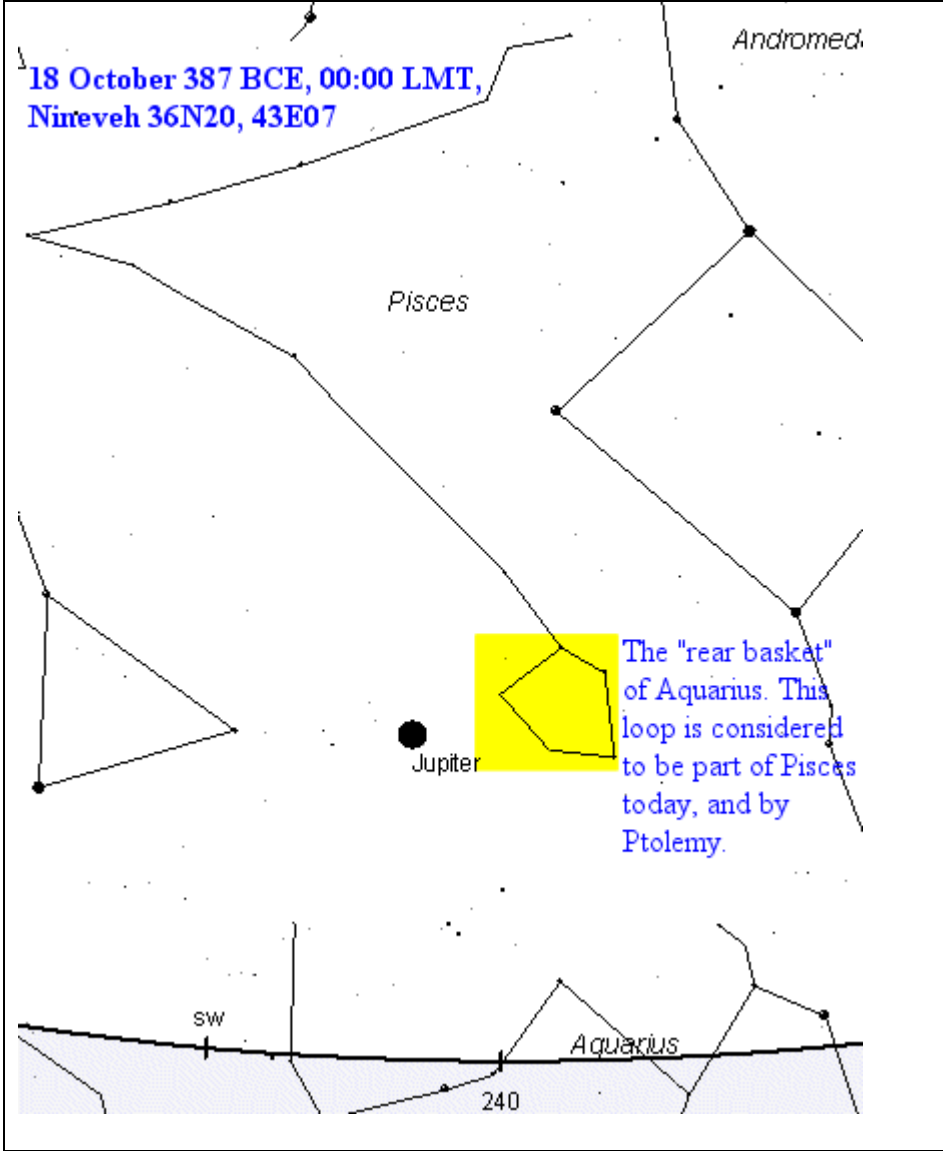 Andromed
18 October 387 BCE, 00:00 LMT,
Nineveh 36N20, 43E07
Pisces
The "rear basket"
of Aquarius. This
loop is considered
to be part of Pisces
today, and by
Ptolemy.
Jupiter
SW
Aquarius
240